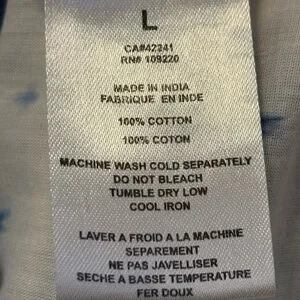 L
CA#42241
RN# 109220
MADE IN INDIA
FABRIQUE EN INDE
100% COTTON
100% COTON
MACHINE WASH COLD SEPARATELY
DO NOT BLEACH
TUMBLE DRY LOW
COOL IRON
LAVER A FROID A LA MACHINE
SEPAREMENT
NE PAS JAVELLISER
SECHE A BASSE TEMPERATURE
FER DOUX